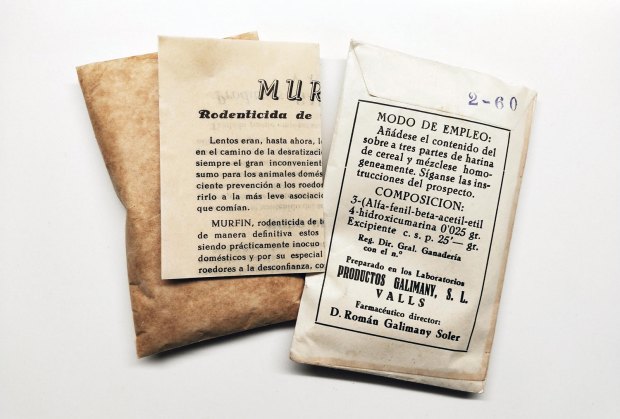 MUR
Rodenticida de
Lentos eran, hasta ahora, l
en el camino de la desratizaci
siempre el gran inconvenient
sumo para los animales domés
ciente prevención a los roedor
rirlo a la más leve asociació
que comían.
MURFIN, rodenticida de t
de manera definitiva estos
siendo prácticamente inocuo
domésticos y por su especial
roedores a la desconfianza, co
2-60
MODO DE EMPLEO:
Añádese el contenido del
sobre a tres partes de harina
de cereal y mézclese homo-
geneamente. Síganse las ins-
trucciones del prospecto.
COMPOSICION:
3-(Alfa-fenil-beta-acetil-etil
4-hidroxicumarina 0'025 gr.
Excipiente c. s. p. 25'— gr.
Reg. Dir. Gral. Ganadería
con el n.º
Preparado en los Laboratorios
PRODUCTOS GALIMANY, S. L.
VALLS
Farmacéutico director:
D. Román Galimany Soler